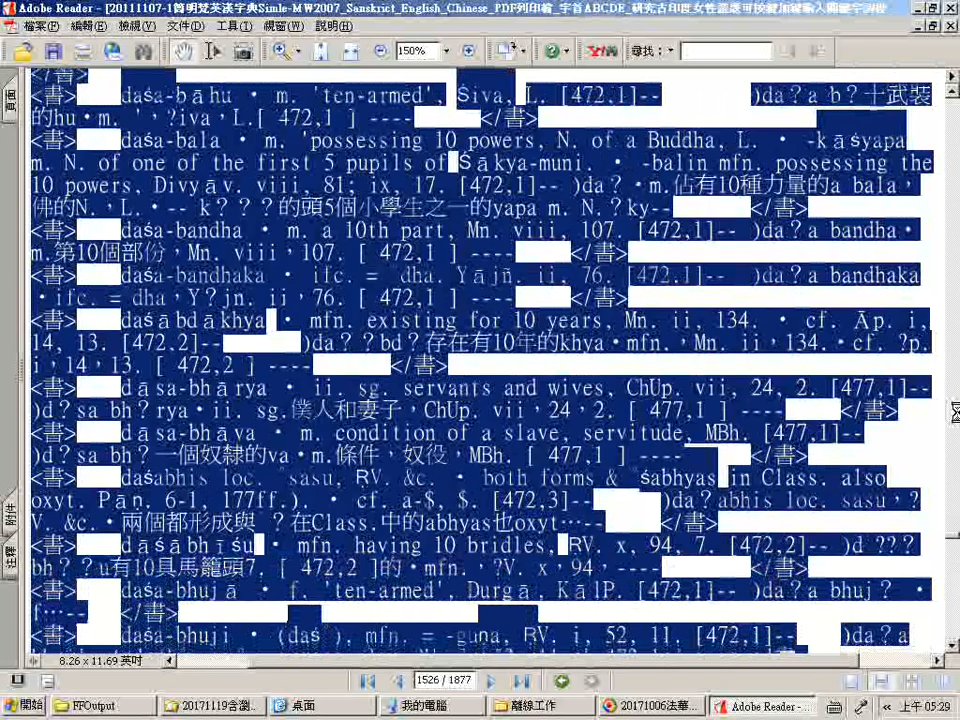 Adobe Reader - [20111107-1簡明梵英漢字典Simle-MW2007_Sanskrict_English_Chinese_PDF列印檔_字首ABCDE_研究古印度女性
檔案(F) 編輯(E) 檢視(V) 文件(D) 工具(T) 視窗(W) 說明(H)
150% 尋找：
</書>
<書> daśa-bāhu • m. 'ten-armed', Śiva, L. [472,1]-- )da?a b?十武裝
的hu•m. '，?iva，L.[ 472,1 ] ---- </書>
<書> daśa-bala • m. 'possessing 10 powers, N. of a Buddha, L. • -kāśyapa
m. N. of one of the first 5 pupils of Śākya-muni. • -balin mfn. possessing the
10 powers, Divyāv. viii, 81; ix, 17. [472,1]-- )da?•m.佔有10種力量的a bala，
佛的N.，L.•-- k???的頭5個小學生之一的yapa m. N.?ky-- </書>
<書> daśa-bandha • m. a 10th part, Mn. viii, 107. [472,1]-- )da?a bandha•
m.第10個部份，Mn. viii，107. [ 472,1 ] ---- </書>
<書> daśa-bandhaka • ifc. = dha. Yājñ. ii, 76. [472,1]-- )da?a bandhaka
•ifc. = dha，Y?jn. ii，76. [ 472,1 ] ---- </書>
<書> daśābdākhya • mfn. existing for 10 years, Mn. ii, 134. • cf. Āp. i,
14, 13. [472,2]-- )da??bd?存在有10年的khya•mfn.，Mn. ii，134.•cf. ?p.
i，14，13. [ 472,2 ] ---- </書>
<書> dāsa-bhārya • ii. sg. servants and wives, ChUp. vii, 24, 2. [477,1]--
)d?sa bh?rya•ii. sg.僕人和妻子，ChUp. vii，24，2. [ 477,1 ] ---- </書>
<書> dāsa-bhāva • m. condition of a slave, servitude, MBh. [477,1]--
)d?sa bh?一個奴隸的va•m.條件，奴役，MBh. [ 477,1 ] ---- </書>
<書> daśabhis loc. śasu, RV. &c. • both forms & śabhyas in Class. also
oxyt. Pān. 6-1, 177ff.). • cf. a-$ $. [472,3]-- )da?abhis loc. sasu，?
V. &c.•兩個都形成與 ?在Class.中的abhyas也oxyt…-- </書>
<書> dāśābhīśu • mfn. having 10 bridles, RV. x, 94, 7. [472,2]-- )d ???
bh??u有10具馬籠頭7. [ 472,2 ]的•mfn.，?V. x，94，---- </書>
<書> daśa-bhujā • f. 'ten-armed', Durgā, KālP. [472,1]-- )da?a bhuj? •
f…-- </書>
<書> daśa-bhuji • (daś ). mfn. = -guna, RV. i, 52, 11. [472,1]-- )da?a
8.26 x 11.69 英吋
1526 / 1877
頁面
附件
註釋
開始 FFOutput 20171119含瀏... 桌面 我的電腦 離線工作 20171006法華... Adobe Reader -... 上午 05:29